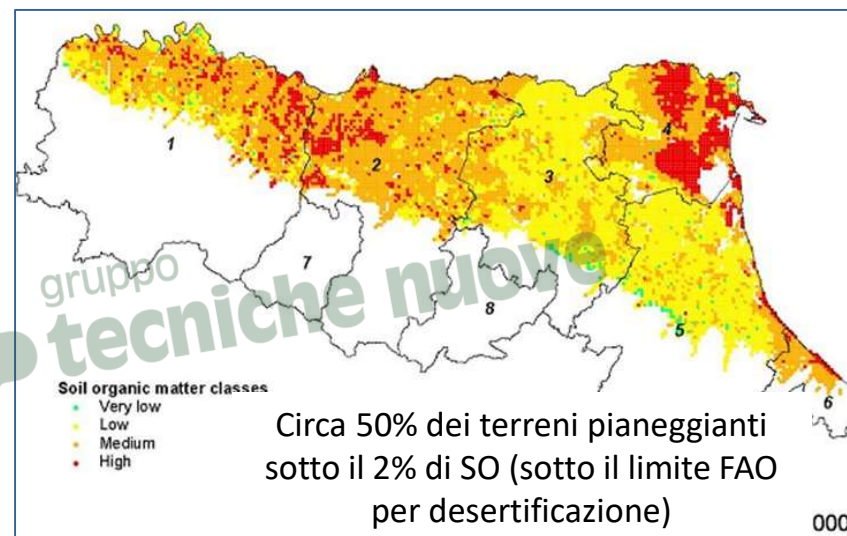 1
2
3
4
7
8
5
6
gruppo
tecniche nuove
Soil organic matter classes
Very low
Low
Medium
High
Circa 50% dei terreni pianeggianti
sotto il 2% di SO (sotto il limite FAO
per desertificazione)
000